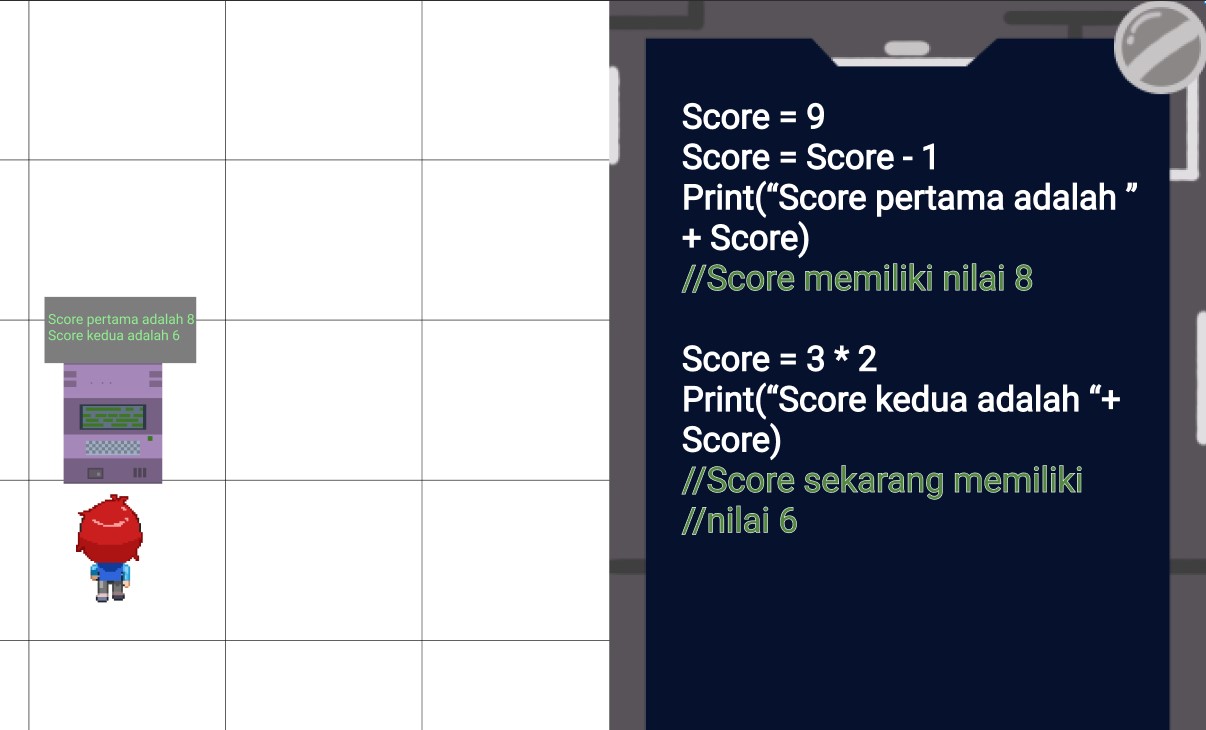 Score pertama adalah 8
Score kedua adalah 6
Score = 9
Score = Score - 1
Print(“Score pertama adalah ”
+ Score)
//Score memiliki nilai 8
Score = 3 * 2
Print(“Score kedua adalah “+
Score)
//Score sekarang memiliki
//nilai 6